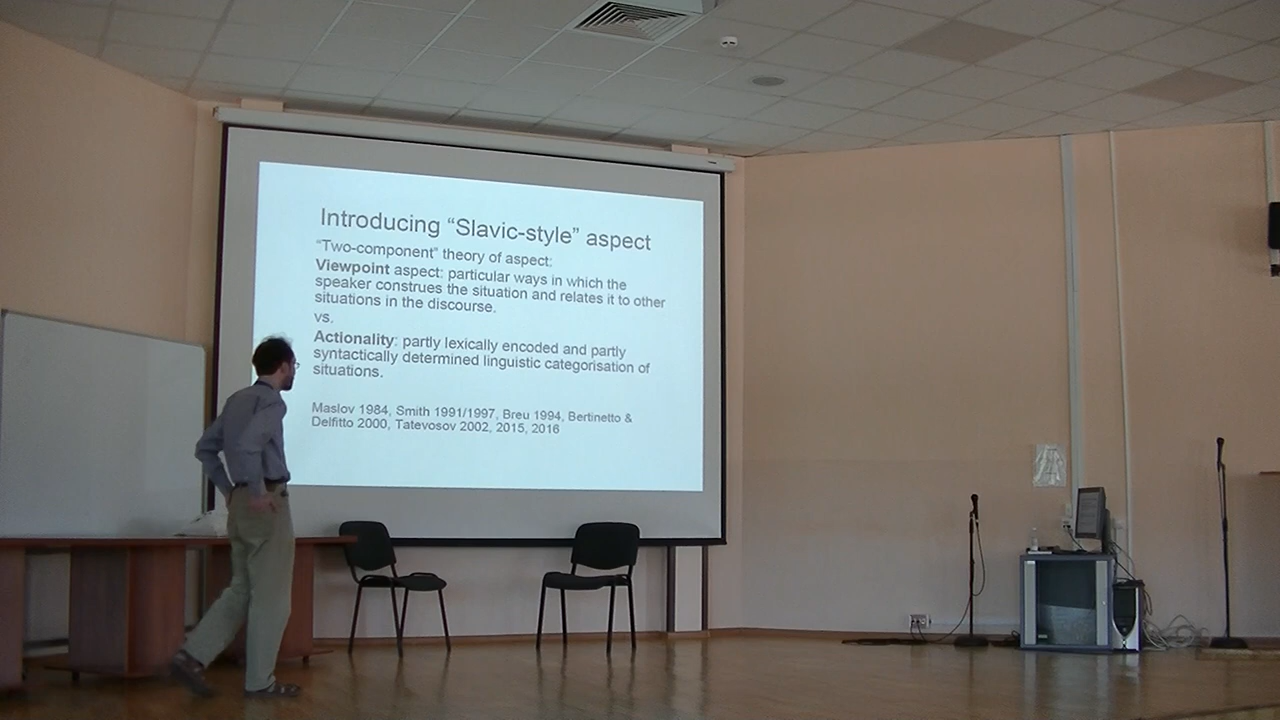 Introducing “Slavic-style” aspect
“Two-component” theory of aspect:
Viewpoint aspect: particular ways in which the
speaker construes the situation and relates it to other
situations in the discourse.
vs.
Actionality: partly lexically encoded and partly
syntactically determined linguistic categorisation of
situations.
Maslov 1984, Smith 1991/1997, Breu 1994, Bertinetto &
Delfitto 2000, Tatevosov 2002, 2015, 2016